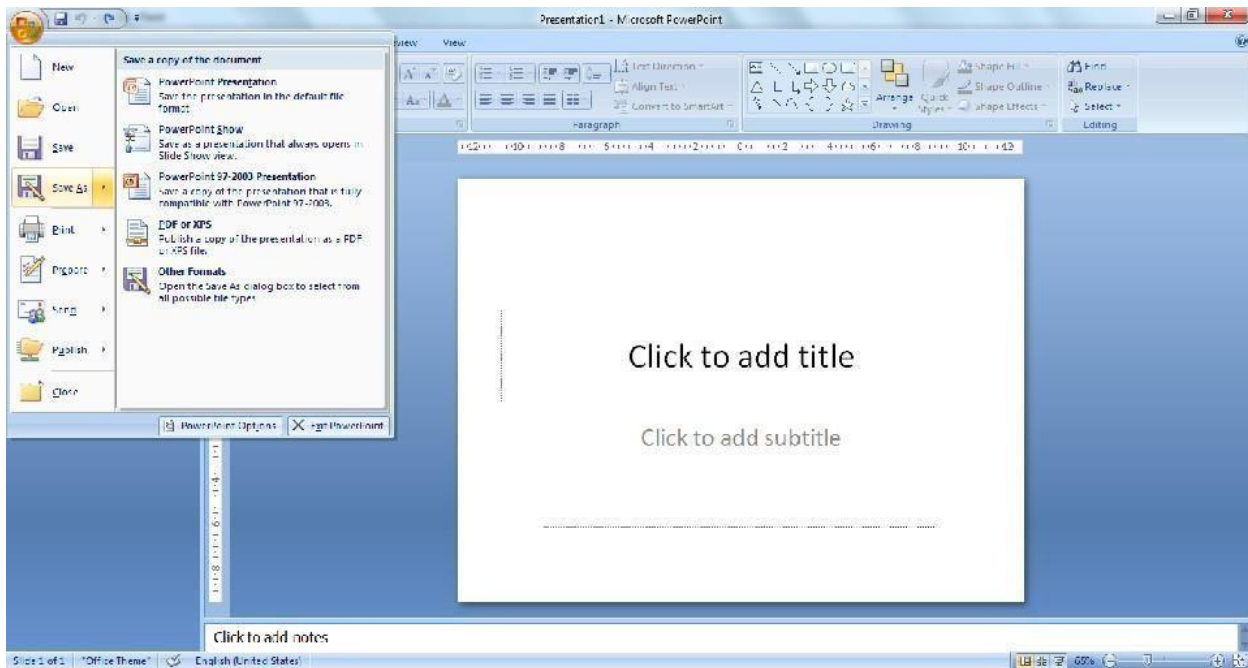 Presentation1 - Microsoft PowerPoint
View
New
Open
Save
Save As
Print
Prepare
Send
Publish
Close
Save a copy of the document
PowerPoint Presentation
Save the presentation in the default file
format.
PowerPoint Show
Save as a presentation that always opens in
Slide Show view.
PowerPoint 97-2003 Presentation
Save a copy of the presentation that is fully
compatible with PowerPoint 97-2003.
PDF or XPS
Publish a copy of the presentation as a PDF
or XPS file.
Other Formats
Open the Save As dialog box to select from
all possible file types.
PowerPoint Options
Exit PowerPoint
Text Direction
Align Text
Convert to SmartArt
Paragraph
Arrange
Quick
Styles
Shape Fill
Shape Outline
Shape Effects
Drawing
Find
Replace
Select
Editing
Click to add title
Click to add subtitle
Click to add notes
Slide 1 of 1
"Office Theme"
English (United States)
65%